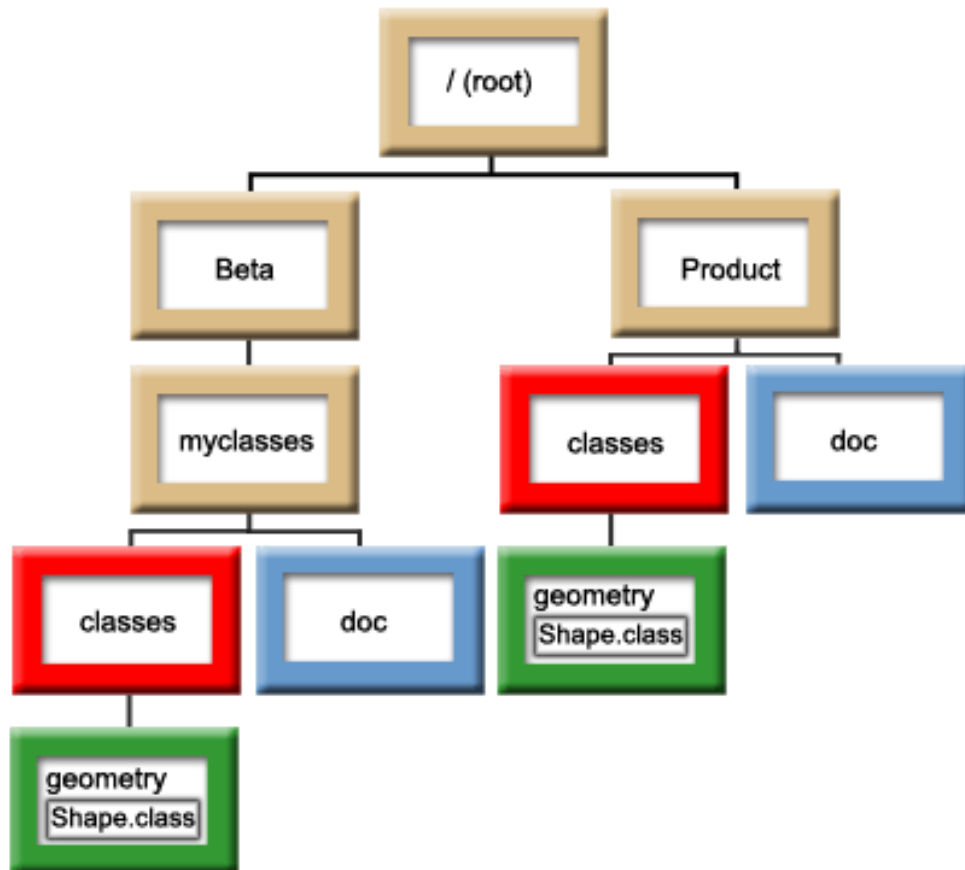 / (root)
Beta
Product
myclasses
classes
doc
classes
doc
geometry
Shape.class
geometry
Shape.class